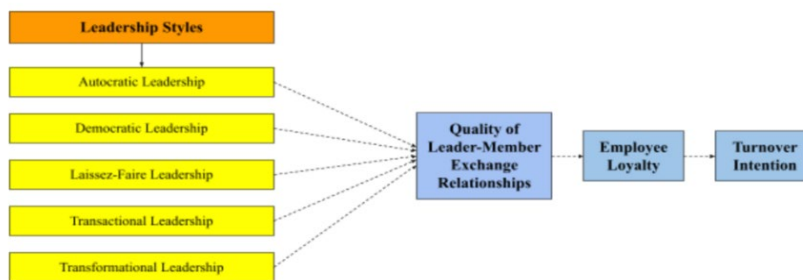 Leadership Styles
Autocratic Leadership
Democratic Leadership
Laissez-Faire Leadership
Transactional Leadership
Transformational Leadership
Quality of
Leader-Member
Exchange
Relationships
Employee
Loyalty
Turnover
Intention